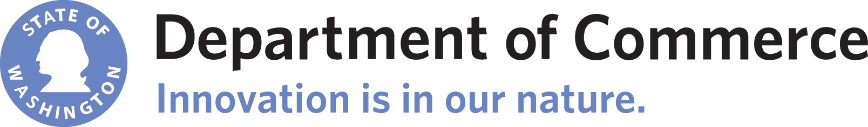 STATE OF
WASHINGTON
Department of Commerce
Innovation is in our nature.